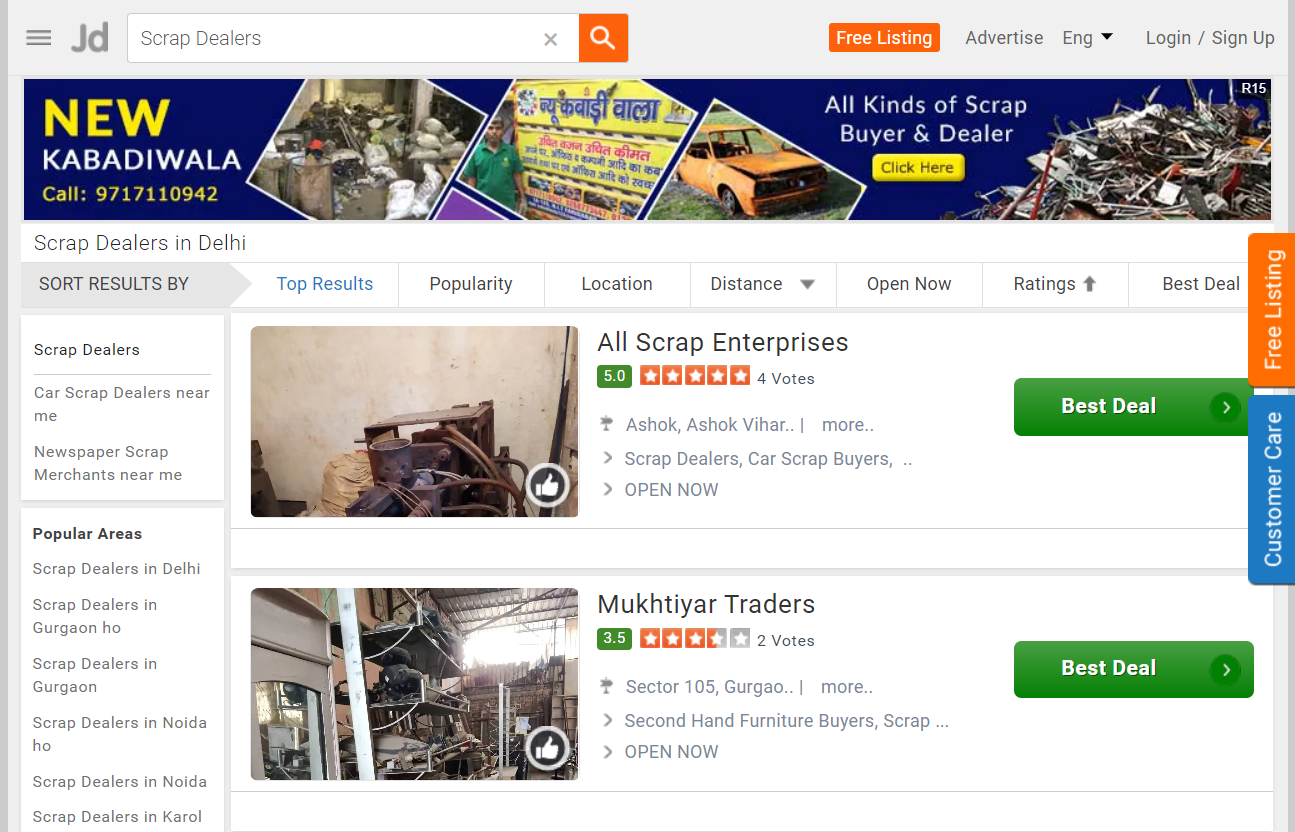 Jd
Scrap Dealers
Free Listing
Advertise
Eng
Login / Sign Up
NEW
KABADIWALA
Call: 9717110942
न्यू कबाड़ी वाला
उचित वजन उचित कीमत
All Kinds of Scrap
Buyer & Dealer
Click Here
R15
Scrap Dealers in Delhi
SORT RESULTS BY
Top Results
Popularity
Location
Distance
Open Now
Ratings
Best Deal
Free Listing
Customer Care
Scrap Dealers
Car Scrap Dealers near
me
Newspaper Scrap
Merchants near me
Popular Areas
Scrap Dealers in Delhi
Scrap Dealers in
Gurgaon ho
Scrap Dealers in
Gurgaon
Scrap Dealers in Noida
ho
Scrap Dealers in Noida
Scrap Dealers in Karol
All Scrap Enterprises
5.0 4 Votes
Ashok, Ashok Vihar.. | more..
Scrap Dealers, Car Scrap Buyers, ..
OPEN NOW
Best Deal
Mukhtiyar Traders
3.5 2 Votes
Sector 105, Gurgao.. | more..
Second Hand Furniture Buyers, Scrap ...
OPEN NOW
Best Deal